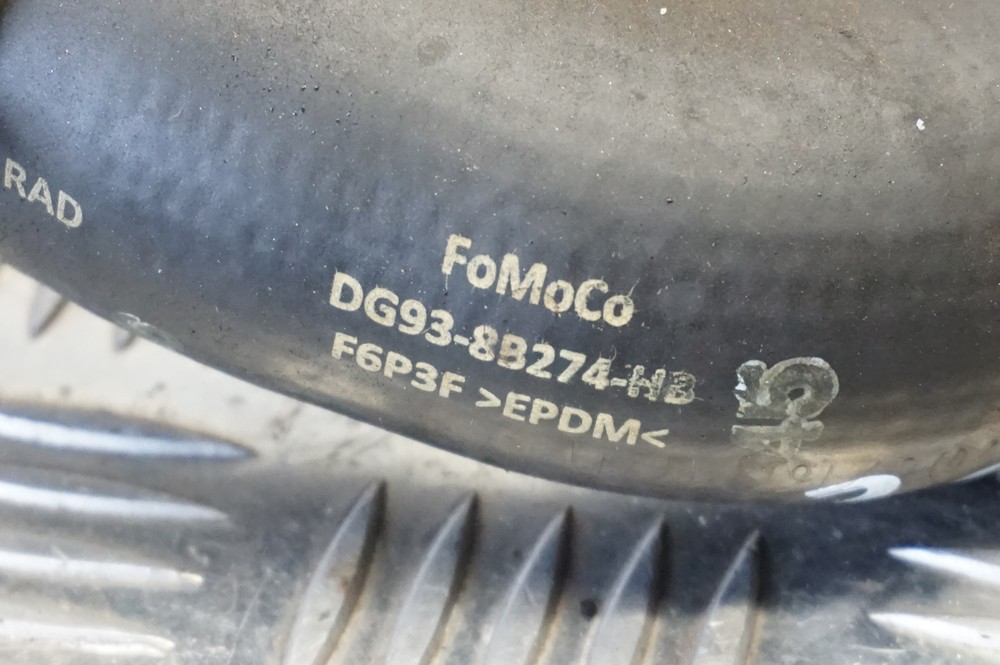 RAD
FoMoCo
DG93-8B274-HB
F6P3F >EPDM<